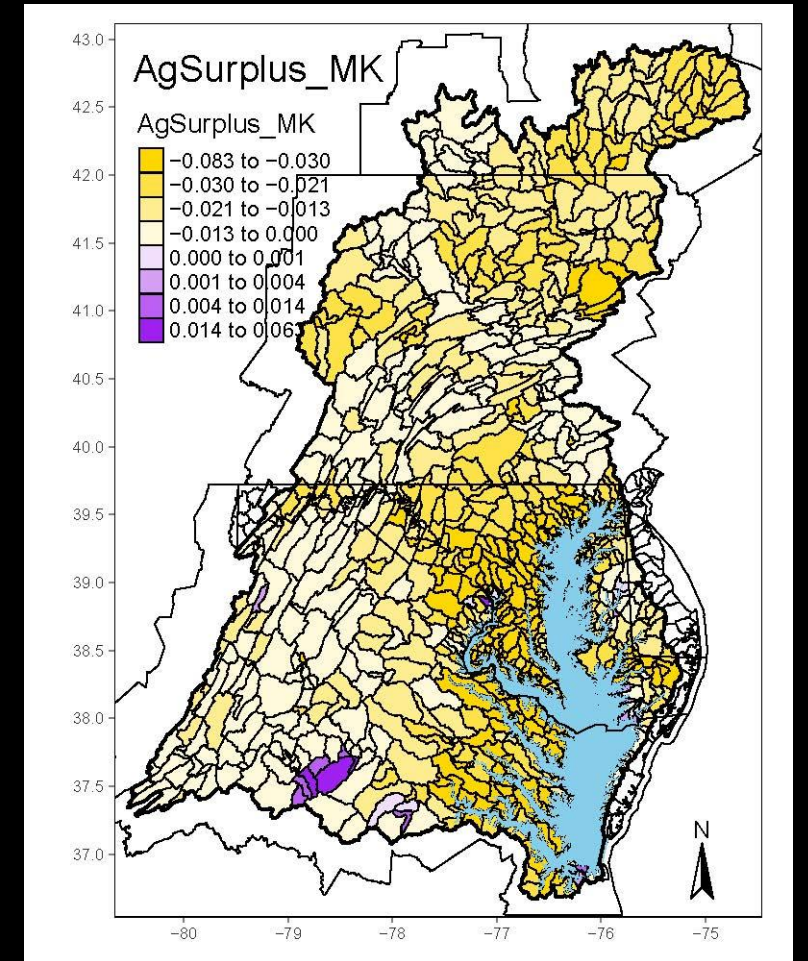 AgSurplus_MK
AgSurplus_MK
−0.083 to −0.030
−0.030 to −0.021
−0.021 to −0.013
−0.013 to 0.000
0.000 to 0.001
0.001 to 0.004
0.004 to 0.014
0.014 to 0.063
43.0
42.5
42.0
41.5
41.0
40.5
40.0
39.5
39.0
38.5
38.0
37.5
37.0
N
−80 −79 −78 −77 −76 −75